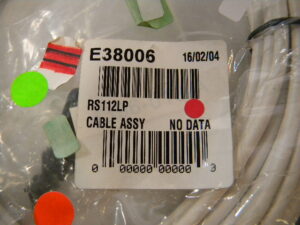 E38006 16/02/04
RS112LP
CABLE ASSY NO DATA
0 00000 00000 0